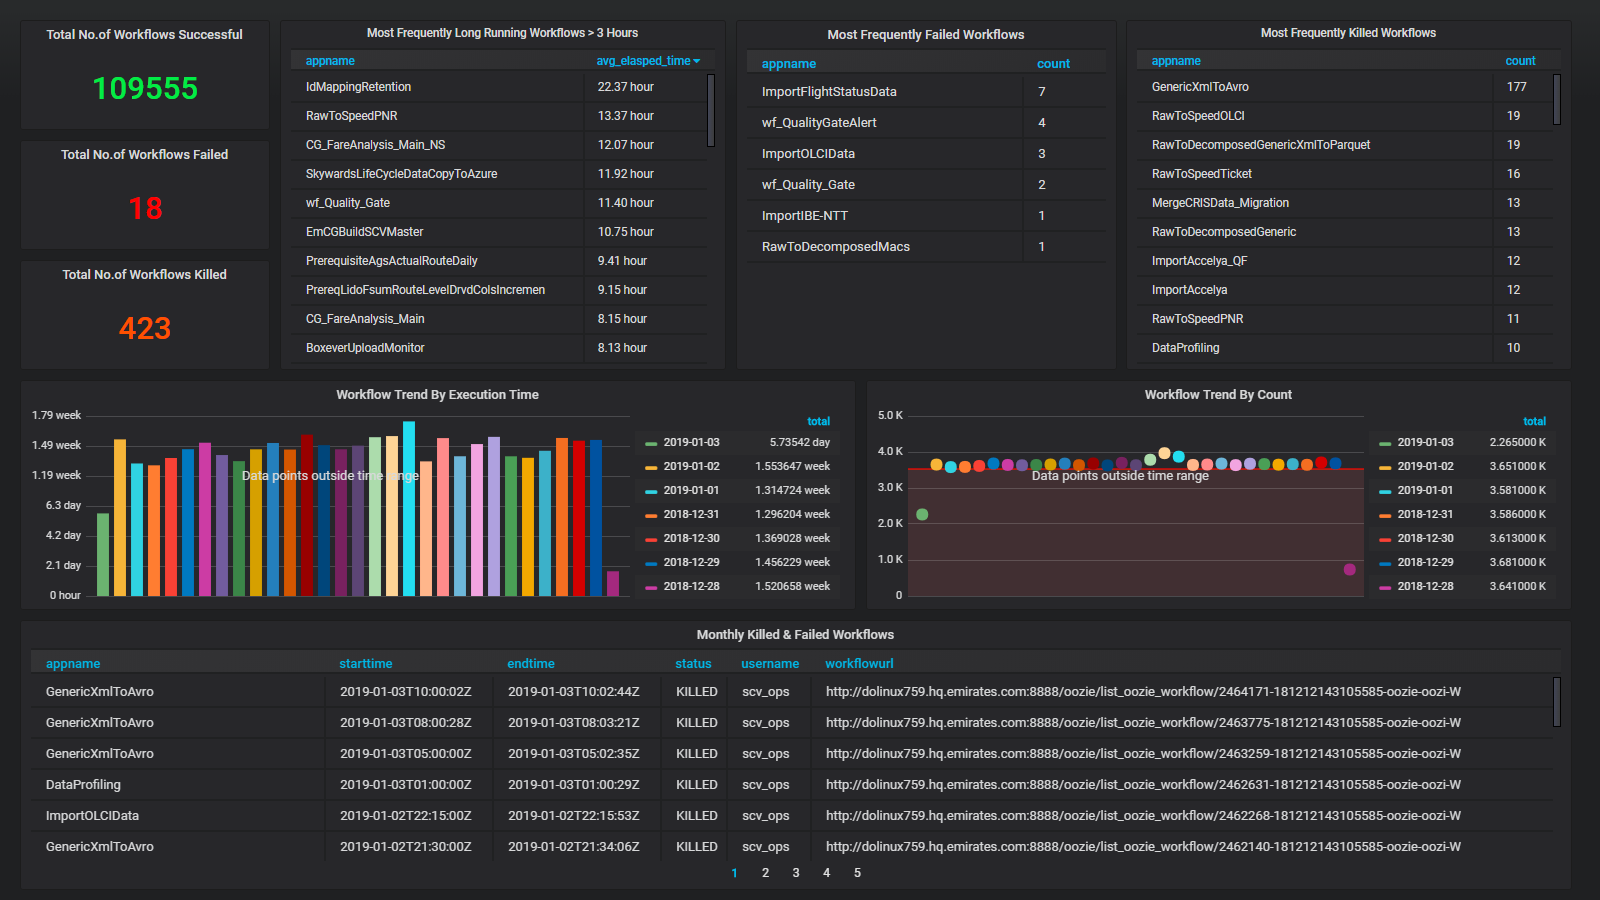 Total No.of Workflows Successful
109555
Total No.of Workflows Failed
18
Total No.of Workflows Killed
423
Most Frequently Long Running Workflows > 3 Hours
appname avg_elasped_time
IdMappingRetention 22.37 hour
RawToSpeedPNR 13.37 hour
CG_FareAnalysis_Main_NS 12.07 hour
SkywardsLifeCycleDataCopyToAzure 11.92 hour
wf_Quality_Gate 11.40 hour
EmCGBuildSCVMaster 10.75 hour
PrerequisiteAgsActualRouteDaily 9.41 hour
PrereqLidoFsumRouteLevelDrvdColsIncremen 9.15 hour
CG_FareAnalysis_Main 8.15 hour
BoxeverUploadMonitor 8.13 hour
Most Frequently Failed Workflows
appname count
ImportFlightStatusData 7
wf_QualityGateAlert 4
ImportOLCIData 3
wf_Quality_Gate 2
ImportIBE-NTT 1
RawToDecomposedMacs 1
Most Frequently Killed Workflows
appname count
GenericXmlToAvro 177
RawToSpeedOLCI 19
RawToDecomposedGenericXmlToParquet 19
RawToSpeedTicket 16
MergeCRISData_Migration 13
RawToDecomposedGeneric 13
ImportAccelya_QF 12
ImportAccelya 12
RawToSpeedPNR 11
DataProfiling 10
Workflow Trend By Execution Time
1.79 week
1.49 week
1.19 week
6.3 day
4.2 day
2.1 day
0 hour
Data points outside time range
total
2019-01-03 5.73542 day
2019-01-02 1.553647 week
2019-01-01 1.314724 week
2018-12-31 1.296204 week
2018-12-30 1.369028 week
2018-12-29 1.456229 week
2018-12-28 1.520658 week
Workflow Trend By Count
5.0 K
4.0 K
3.0 K
2.0 K
1.0 K
0
Data points outside time range
total
2019-01-03 2.265000 K
2019-01-02 3.651000 K
2019-01-01 3.581000 K
2018-12-31 3.586000 K
2018-12-30 3.613000 K
2018-12-29 3.681000 K
2018-12-28 3.641000 K
Monthly Killed & Failed Workflows
appname starttime endtime status username workflowurl
GenericXmlToAvro 2019-01-03T10:00:02Z 2019-01-03T10:02:44Z KILLED scv_ops http://dolinux759.hq.emirates.com:8888/oozie/list_oozie_workflow/2464171-181212143105585-oozie-oozi-W
GenericXmlToAvro 2019-01-03T08:00:28Z 2019-01-03T08:03:21Z KILLED scv_ops http://dolinux759.hq.emirates.com:8888/oozie/list_oozie_workflow/2463775-181212143105585-oozie-oozi-W
GenericXmlToAvro 2019-01-03T05:00:00Z 2019-01-03T05:02:35Z KILLED scv_ops http://dolinux759.hq.emirates.com:8888/oozie/list_oozie_workflow/2463259-181212143105585-oozie-oozi-W
DataProfiling 2019-01-03T01:00:00Z 2019-01-03T01:00:29Z KILLED scv_ops http://dolinux759.hq.emirates.com:8888/oozie/list_oozie_workflow/2462631-181212143105585-oozie-oozi-W
ImportOLCIData 2019-01-02T22:15:00Z 2019-01-02T22:15:53Z KILLED scv_ops http://dolinux759.hq.emirates.com:8888/oozie/list_oozie_workflow/2462268-181212143105585-oozie-oozi-W
GenericXmlToAvro 2019-01-02T21:30:00Z 2019-01-02T21:34:06Z KILLED scv_ops http://dolinux759.hq.emirates.com:8888/oozie/list_oozie_workflow/2462140-181212143105585-oozie-oozi-W
1 2 3 4 5